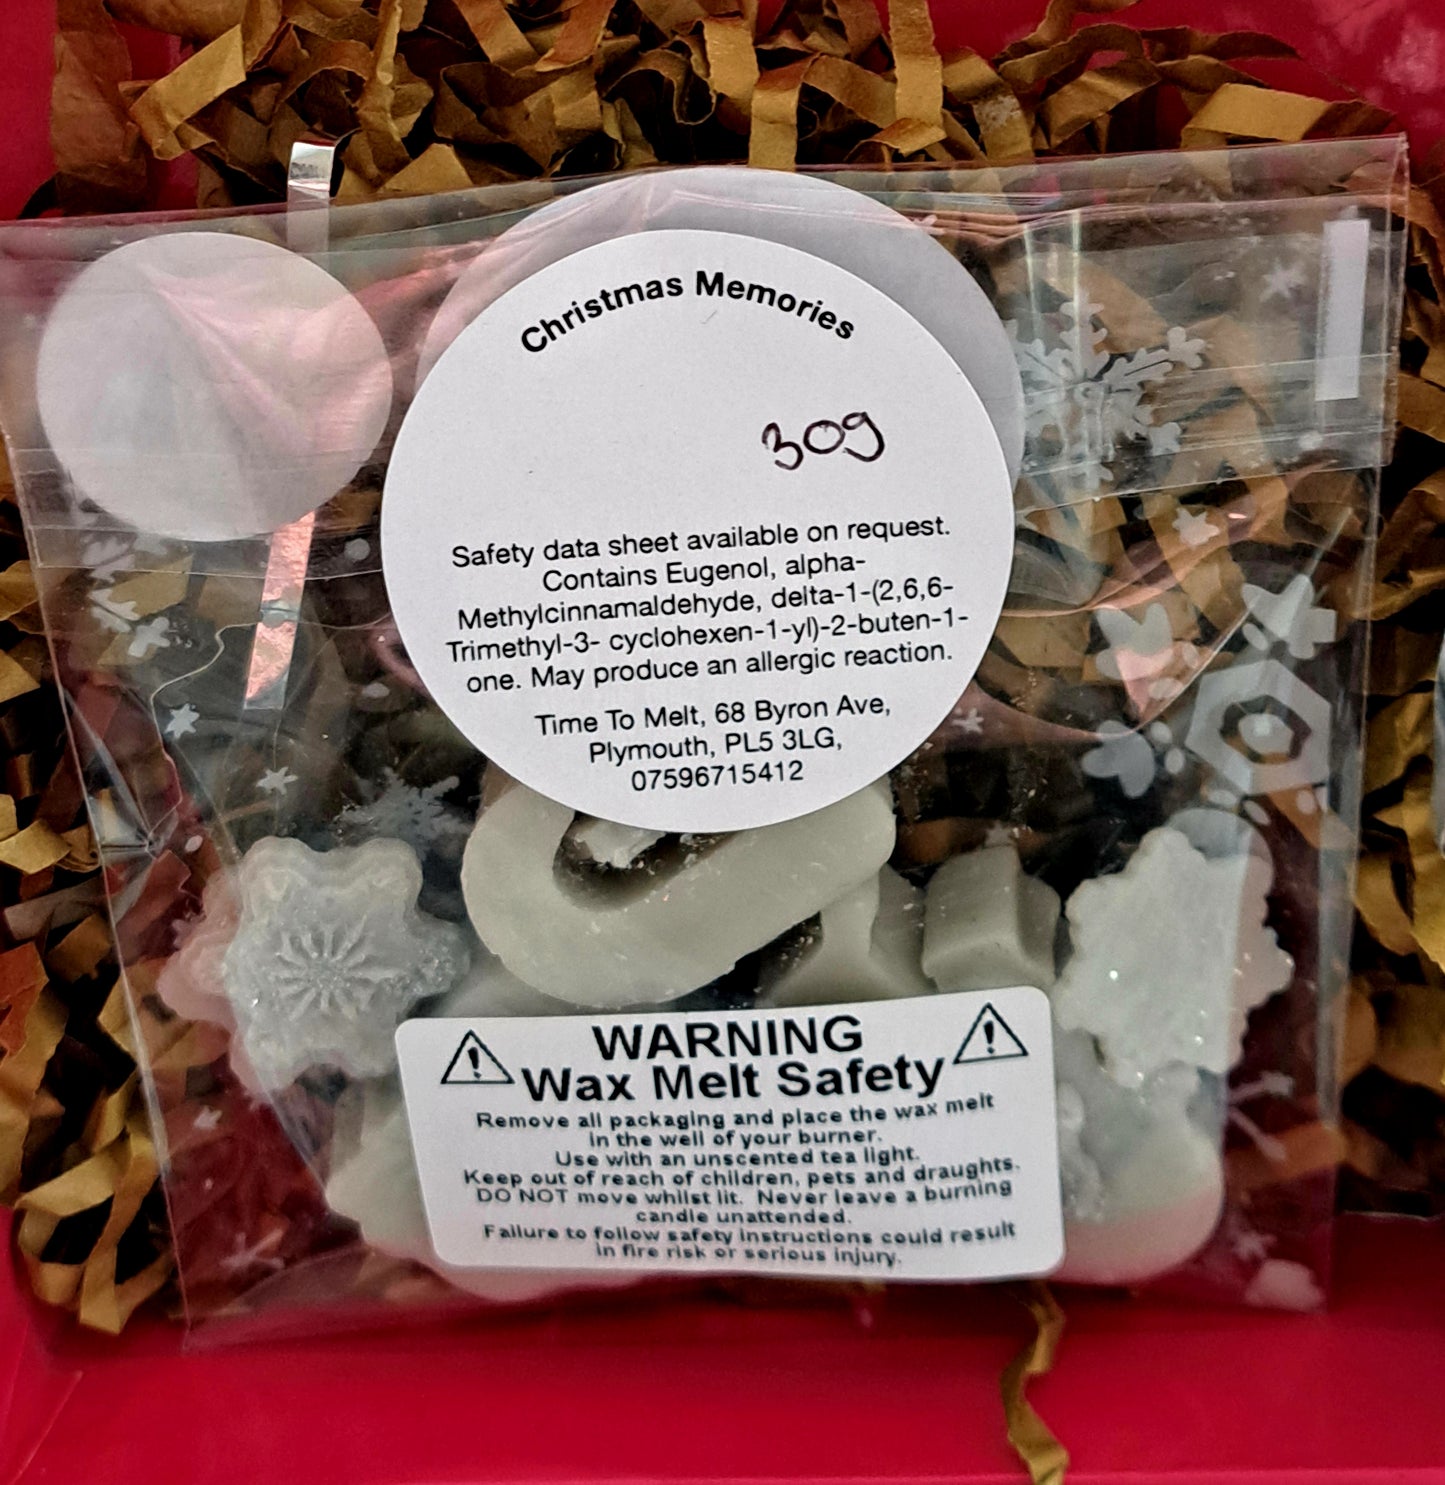 Christmas Memories
30g
Safety data sheet available on request.
Contains Eugenol, alpha-
Methylcinnamaldehyde, delta-1-(2,6,6-
Trimethyl-3- cyclohexen-1-yl)-2-buten-1-
one. May produce an allergic reaction.
Time To Melt, 68 Byron Ave,
Plymouth, PL5 3LG,
07596715412
WARNING
Wax Melt Safety
Remove all packaging and place the wax melt
in the well of your burner.
Use with an unscented tea light.
Keep out of reach of children, pets and draughts.
DO NOT move whilst lit. Never leave a burning
candle unattended.
Failure to follow safety instructions could result
in fire risk or serious injury.